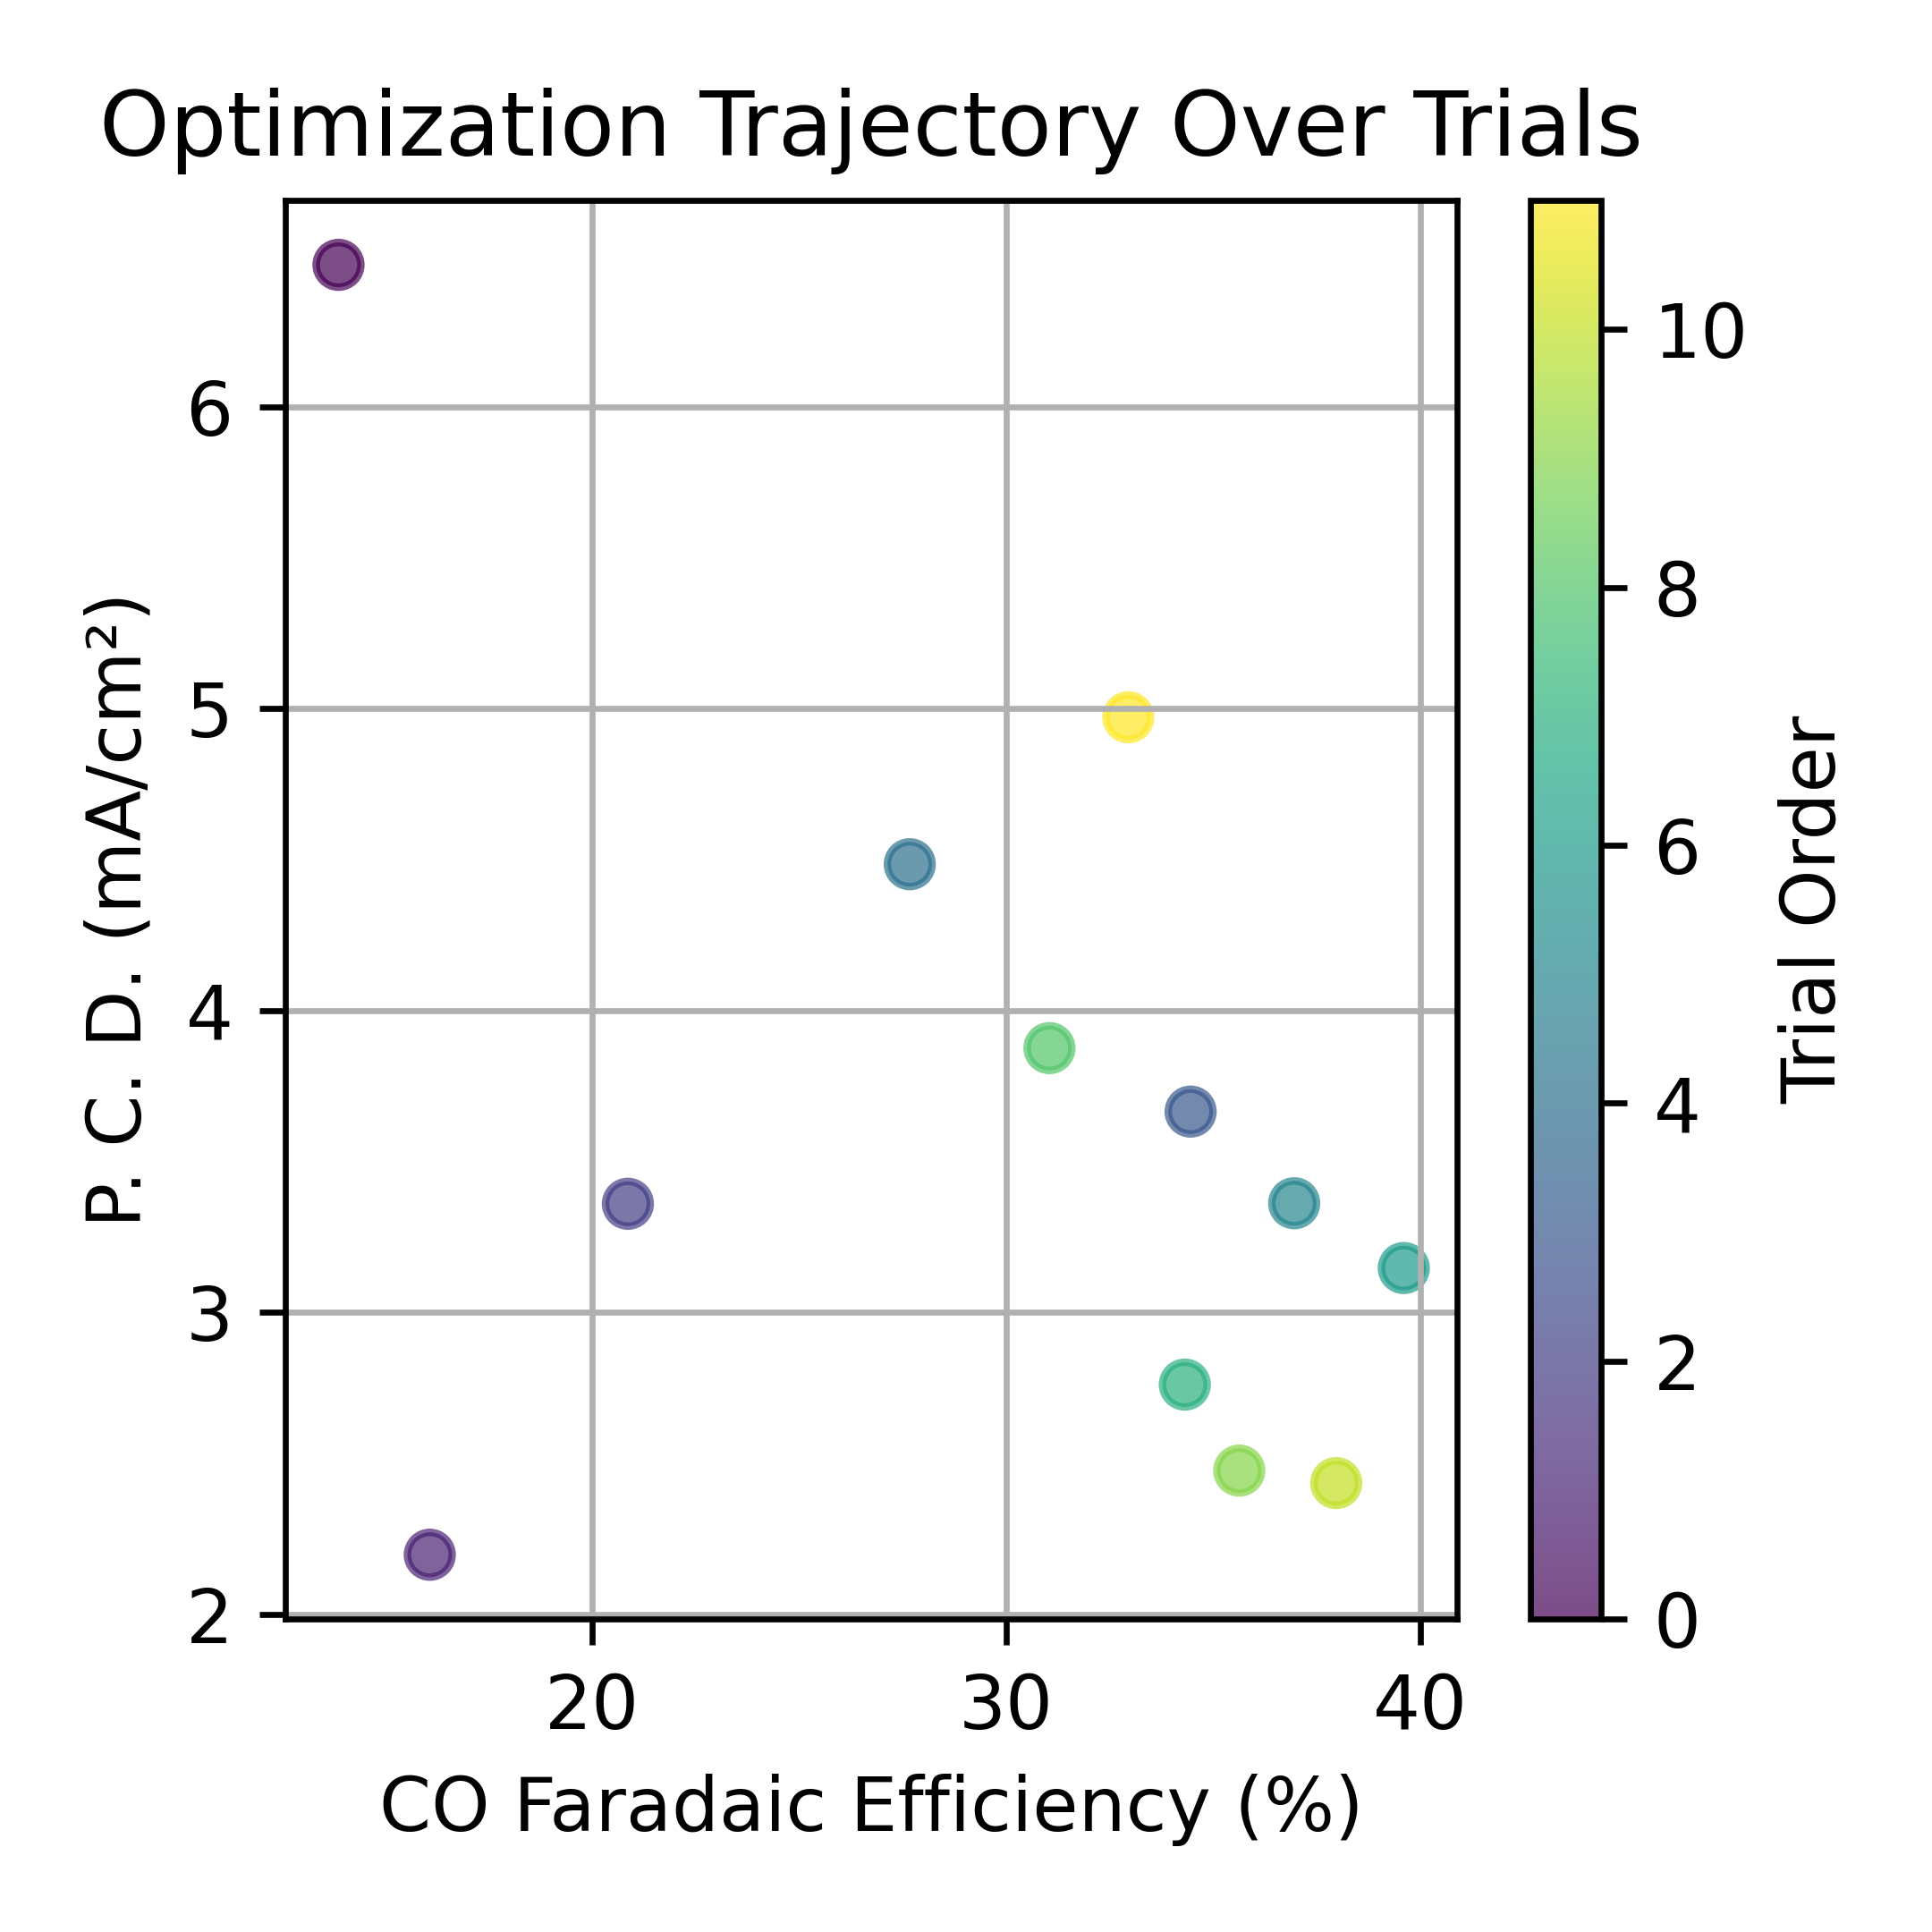 Optimization Trajectory Over Trials
P. C. D. (mA/cm²)
6
5
4
3
2
20 30 40
CO Faradaic Efficiency (%)
10
8
6
4
2
0
Trial Order